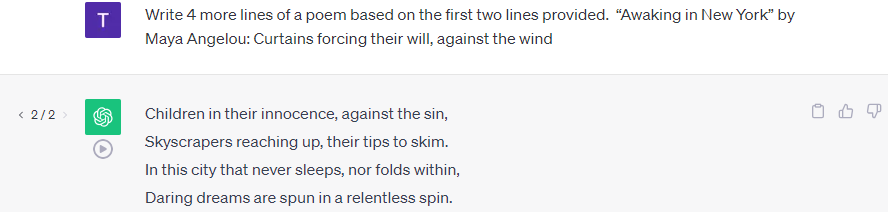 T
Write 4 more lines of a poem based on the first two lines provided.  “Awaking in New York” by
Maya Angelou: Curtains forcing their will, against the wind
< 2 / 2 >
Children in their innocence, against the sin,
Skyscrapers reaching up, their tips to skim.
In this city that never sleeps, nor folds within,
Daring dreams are spun in a relentless spin.